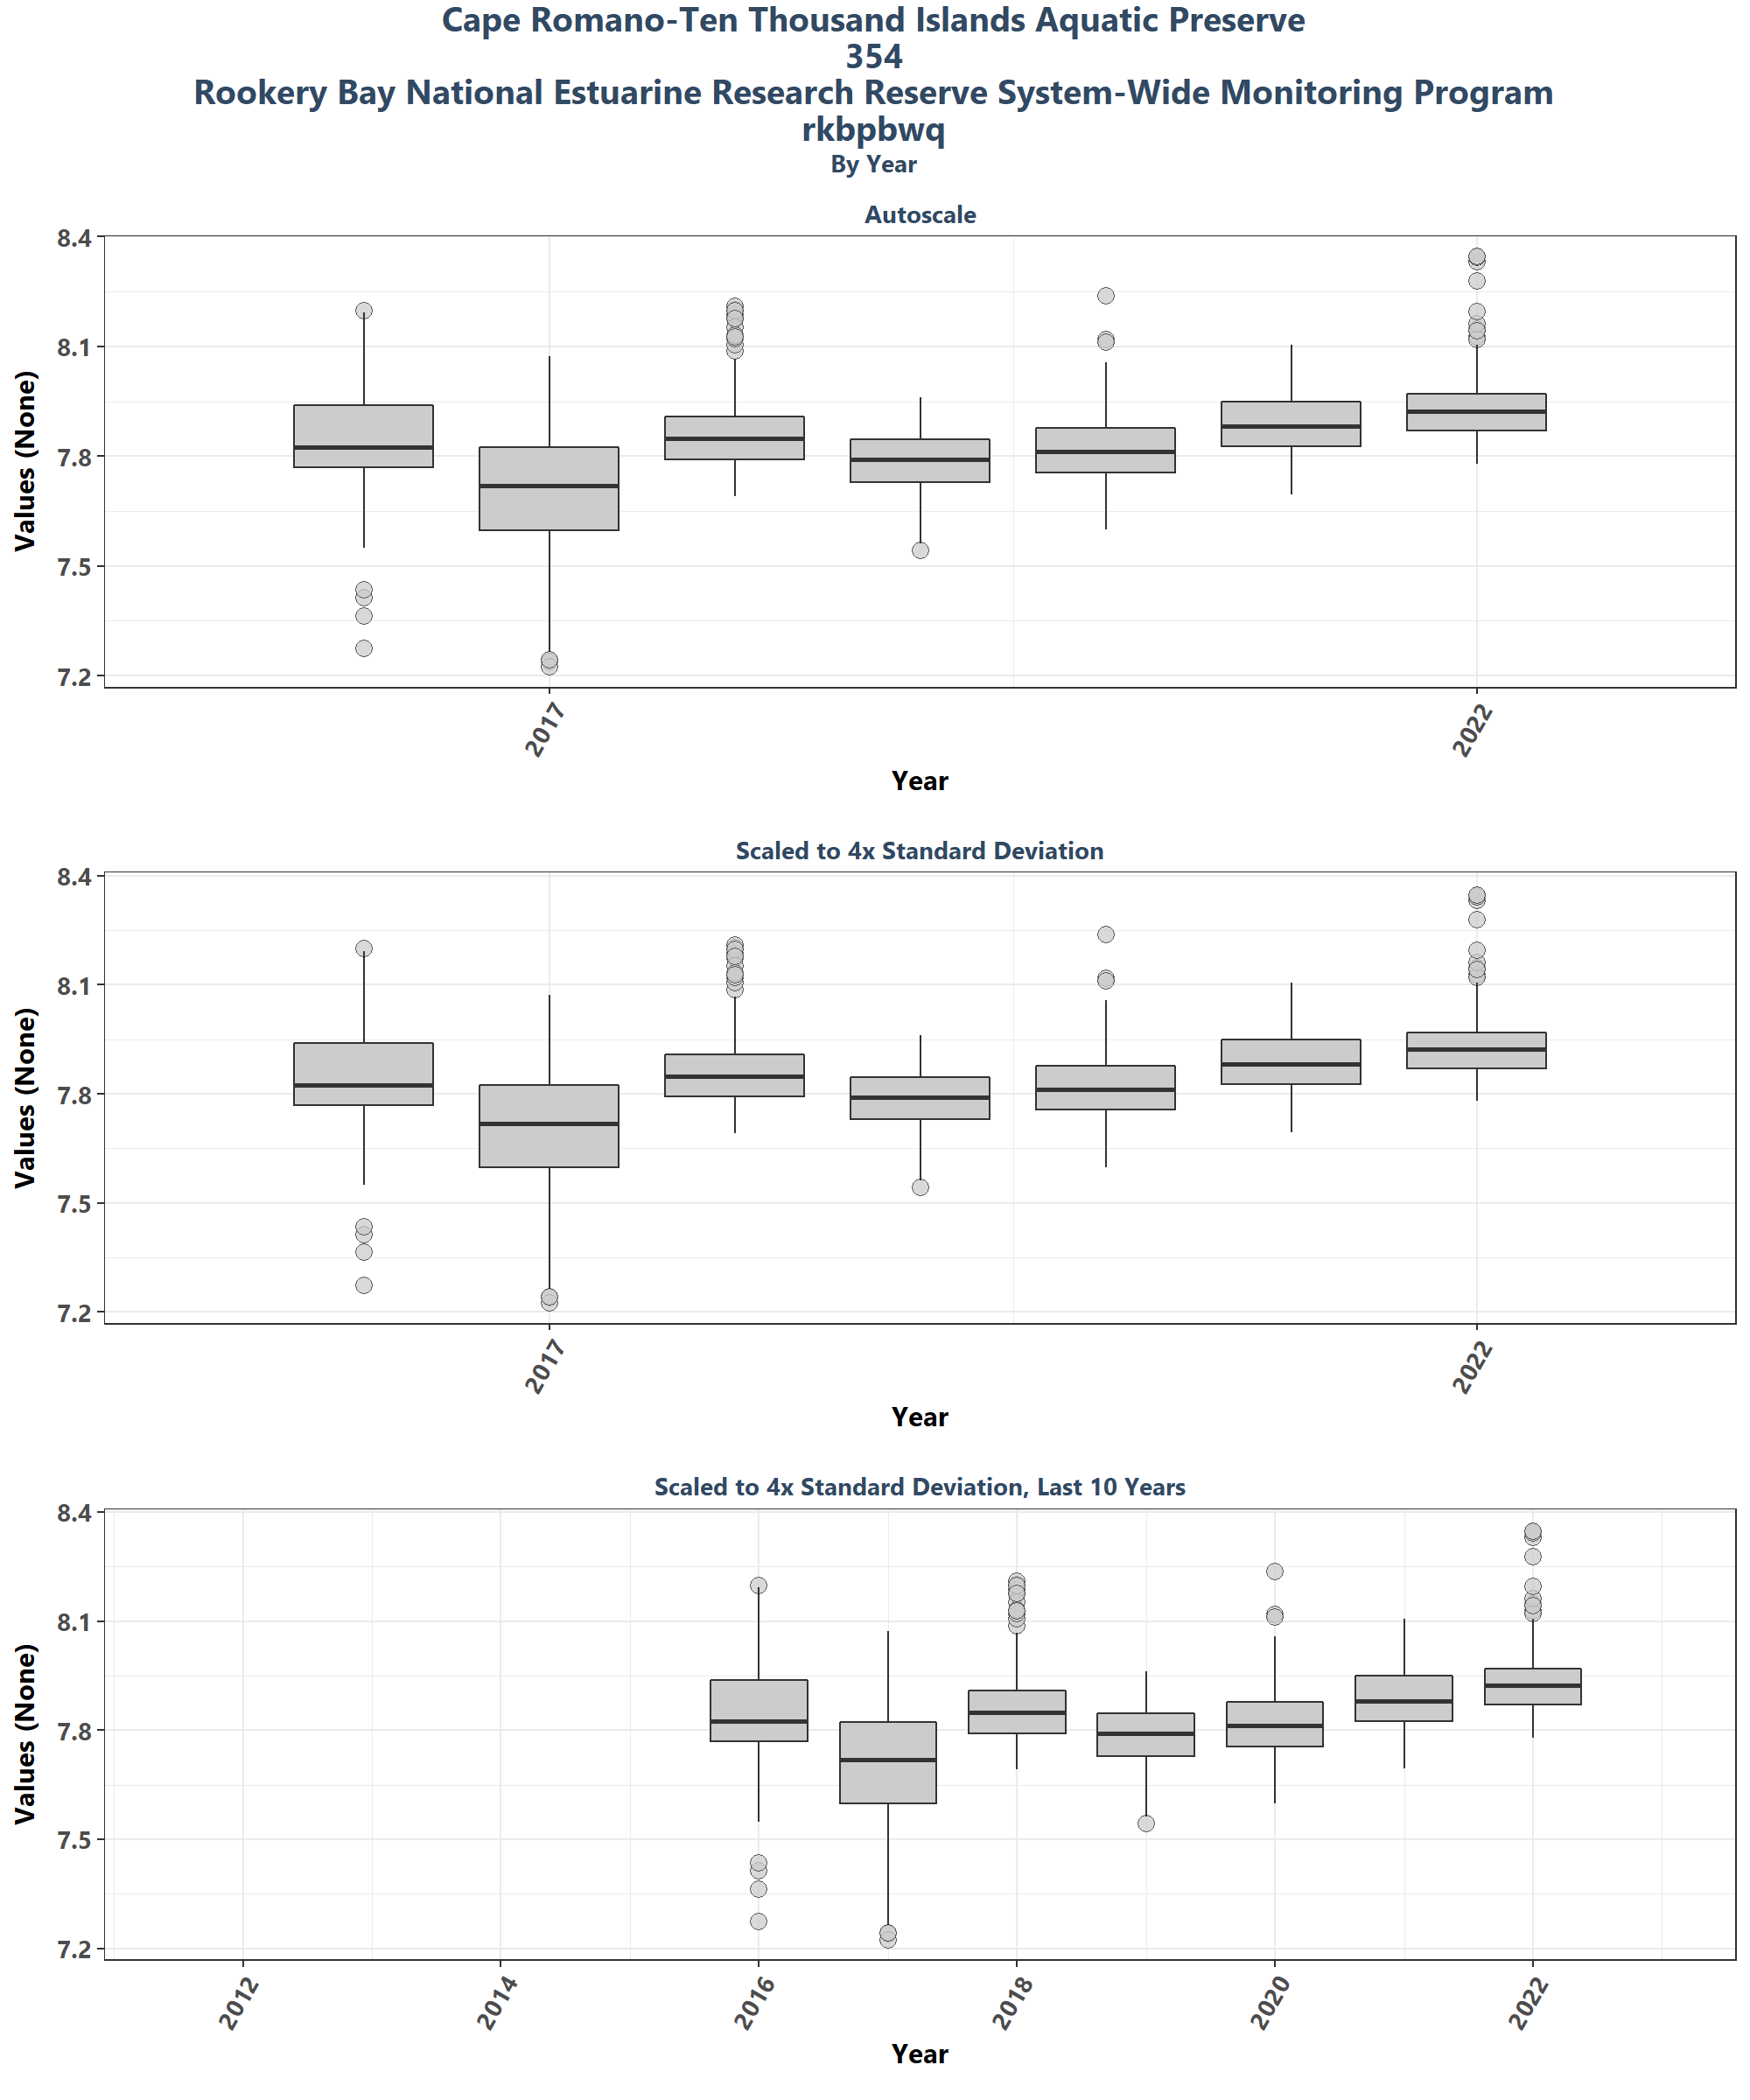 Cape Romano-Ten Thousand Islands Aquatic Preserve
354
Rookery Bay National Estuarine Research Reserve System-Wide Monitoring Program
rkbpbwq
By Year
Autoscale
8.4
8.1
7.8
7.5
7.2
Values (None)
2017
2022
Year
Scaled to 4x Standard Deviation
8.4
8.1
7.8
7.5
7.2
Values (None)
2017
2022
Year
Scaled to 4x Standard Deviation, Last 10 Years
8.4
8.1
7.8
7.5
7.2
Values (None)
2012
2014
2016
2018
2020
2022
Year